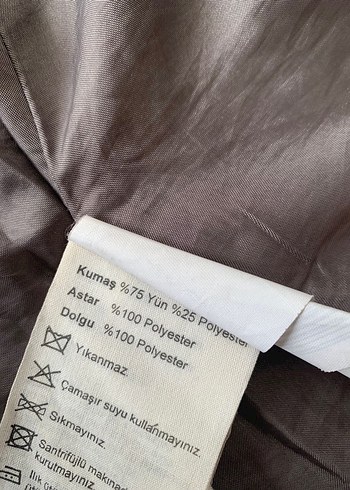 Kumaş %75 Yün %25 Polyester
Astar %100 Polyester
Dolgu %100 Polyester
Yıkanmaz
Çamaşır suyu kullanmayınız.
Sıkmayınız.
Santrifüjlü makinada
kurutmayınız.
Ilık